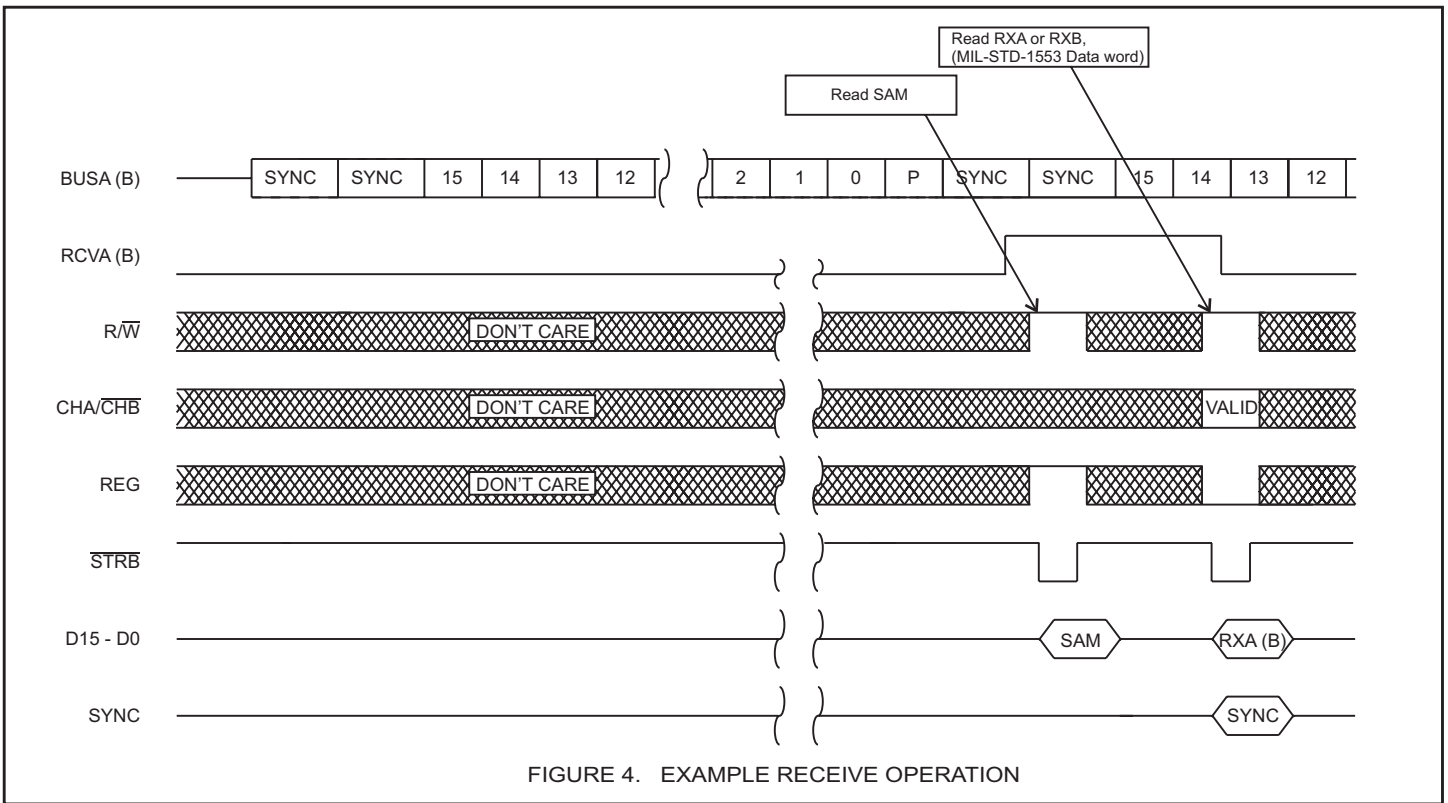 Read RXA or RXB,
(MIL-STD-1553 Data word)
Read SAM
BUSA (B)
SYNC SYNC 15 14 13 12 2 1 0 P SYNC SYNC 15 14 13 12
RCVA (B)
R/W̅
DON'T CARE
CHA/C̅H̅B̅
DON'T CARE
VALID
REG
DON'T CARE
S̅T̅R̅B̅
D15 - D0
SAM
RXA (B)
SYNC
SYNC
FIGURE 4. EXAMPLE RECEIVE OPERATION